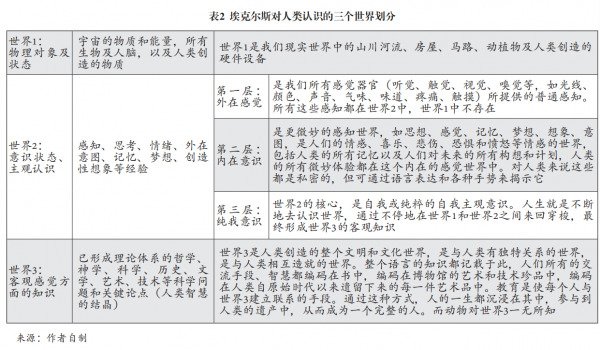 表2 埃克尔斯对人类认识的三个世界划分
世界1：
物理对象及
状态
宇宙的物质和能量，所有
生物及人脑，以及人类创
造的物质
世界1是我们现实世界中的山川河流、房屋、马路、动植物及人类创造的
硬件设备
世界2：
意识状态、
主观认识
感知、思考、情绪、外在
意图、记忆、梦想、创造
性想象等经验
第一层：
外在感觉
是我们所有感觉器官（听觉、触觉、视觉、嗅觉等，如光线、
颜色、声音、气味、味道、疼痛、触摸）所提供的普通感知。
所有这些感知都在世界2中，世界1中不存在
第二层：
内在意识
是更微妙的感知世界，如思想、感觉、记忆、梦想、想象、意
图，是人们的情感、喜乐、悲伤、恐惧和愤怒等情感的世界，
包括人类的所有记忆以及人们对未来的所有构想和计划，人类
的所有微妙体验都在这个内在的感觉世界中。对人类来说这些
都是私密的，但可通过语言表达和各种手势来揭示它
第三层：
纯我意识
世界2的核心，是自我或纯粹的自我主观意识。人生就是不断
地去认识世界，通过不停地在世界1和世界2之间来回穿梭，最
终形成世界3的客观知识
世界3：
客观感觉方
面的知识
已形成理论体系的哲学、
神学、科学、历史、文
学、艺术、技术等科学问
题和关键论点（人类智慧
的结晶）
世界3是人类创造的整个文明和文化世界，是与人类有独特关系的世界，
是与人类相互造就的世界。整个语言的知识都记载于此，人们所有的交
流手段、智慧都编码在书中，编码在博物馆的艺术和技术珍品中，编码
在人类自原始时代以来遗留下来的每一件艺术品中。教育是使每个人与
世界3建立联系的手段。通过这种方式，人的一生都沉浸在其中，参与到
人类的遗产中，从而成为一个完整的人。而动物对世界3一无所知
来源：作者自制